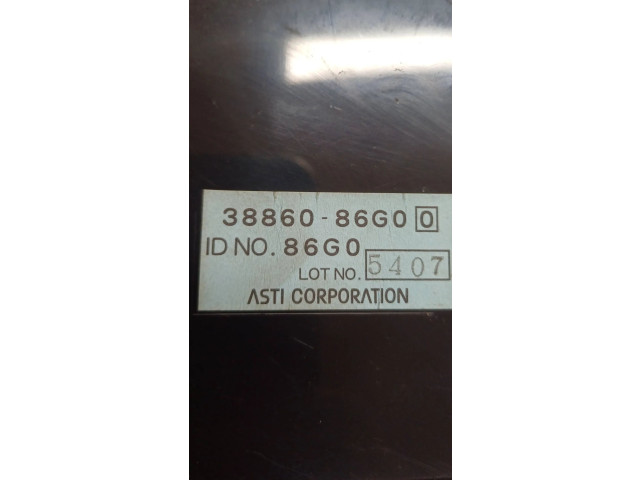 38860-86G0 0
ID NO. 86G0
LOT NO. 5407
ASTI CORPORATION